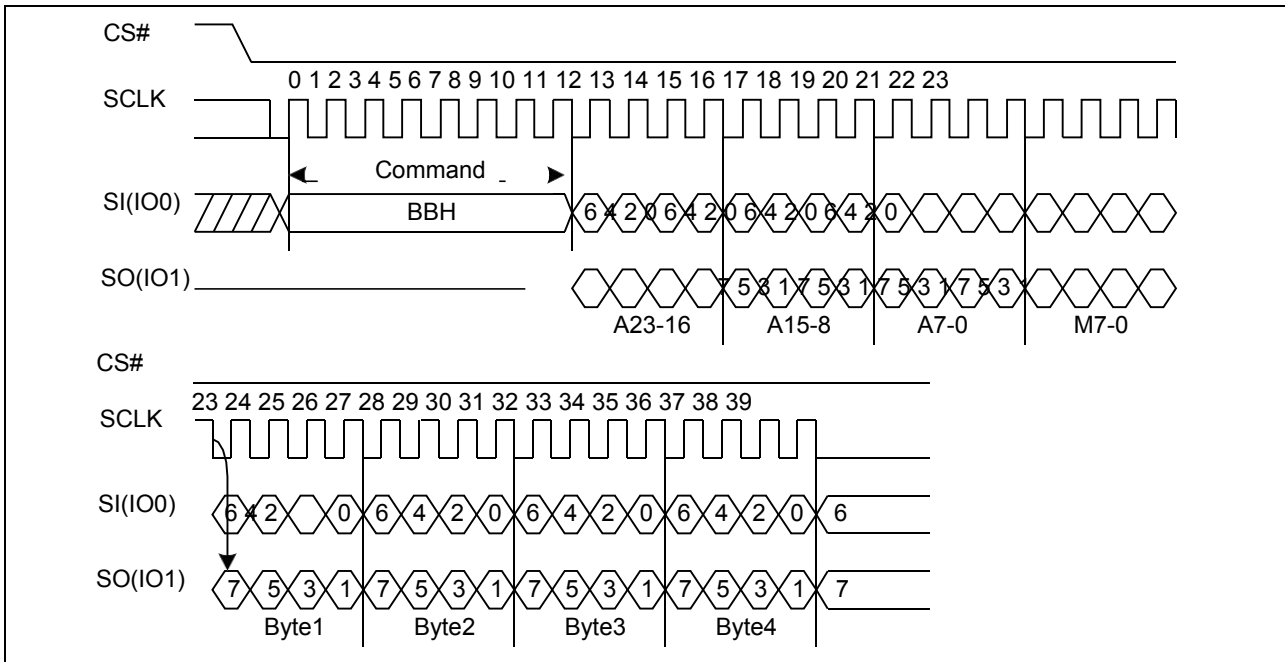 CS#
0 1 2 3 4 5 6 7 8 9 10 11 12 13 14 15 16 17 18 19 20 21 22 23
SCLK
Command
SI(IO0)
BBH
6 4 2 0 6 4 2 0 6 4 2 0 6 4 2 0
SO(IO1)
7 5 3 1 7 5 3 1 7 5 3 1 7 5 3 1
A23-16 A15-8 A7-0 M7-0
CS#
23 24 25 26 27 28 29 30 31 32 33 34 35 36 37 38 39
SCLK
SI(IO0)
6 4 2 0 6 4 2 0 6 4 2 0 6 4 2 0 6
SO(IO1)
7 5 3 1 7 5 3 1 7 5 3 1 7 5 3 1 7
Byte1 Byte2 Byte3 Byte4